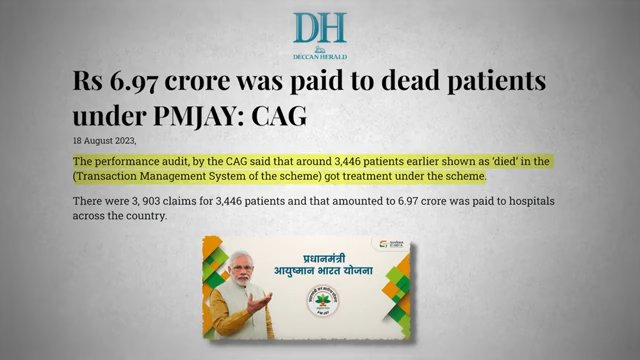 DH
DECCAN HERALD
Rs 6.97 crore was paid to dead patients
under PMJAY: CAG
18 August 2023,
The performance audit, by the CAG said that around 3,446 patients earlier shown as ‘died’ in the
(Transaction Management System of the scheme) got treatment under the scheme.
There were 3, 903 claims for 3,446 patients and that amounted to 6.97 crore was paid to hospitals
across the country.
प्रधानमंत्री
आयुष्मान भारत योजना
PM-JAY